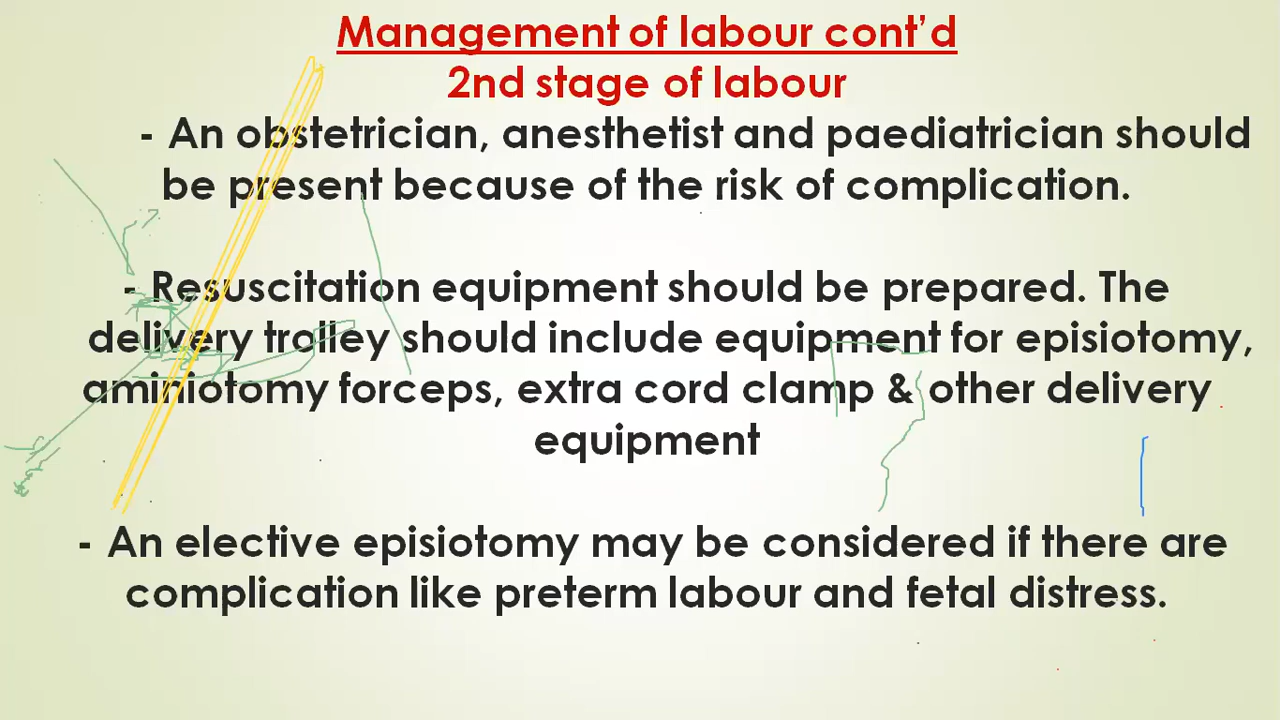 Management of labour cont’d
2nd stage of labour
- An obstetrician, anesthetist and paediatrician should
be present because of the risk of complication.
- Resuscitation equipment should be prepared. The
delivery trolley should include equipment for episiotomy,
aminiotomy forceps, extra cord clamp & other delivery
equipment
- An elective episiotomy may be considered if there are
complication like preterm labour and fetal distress.